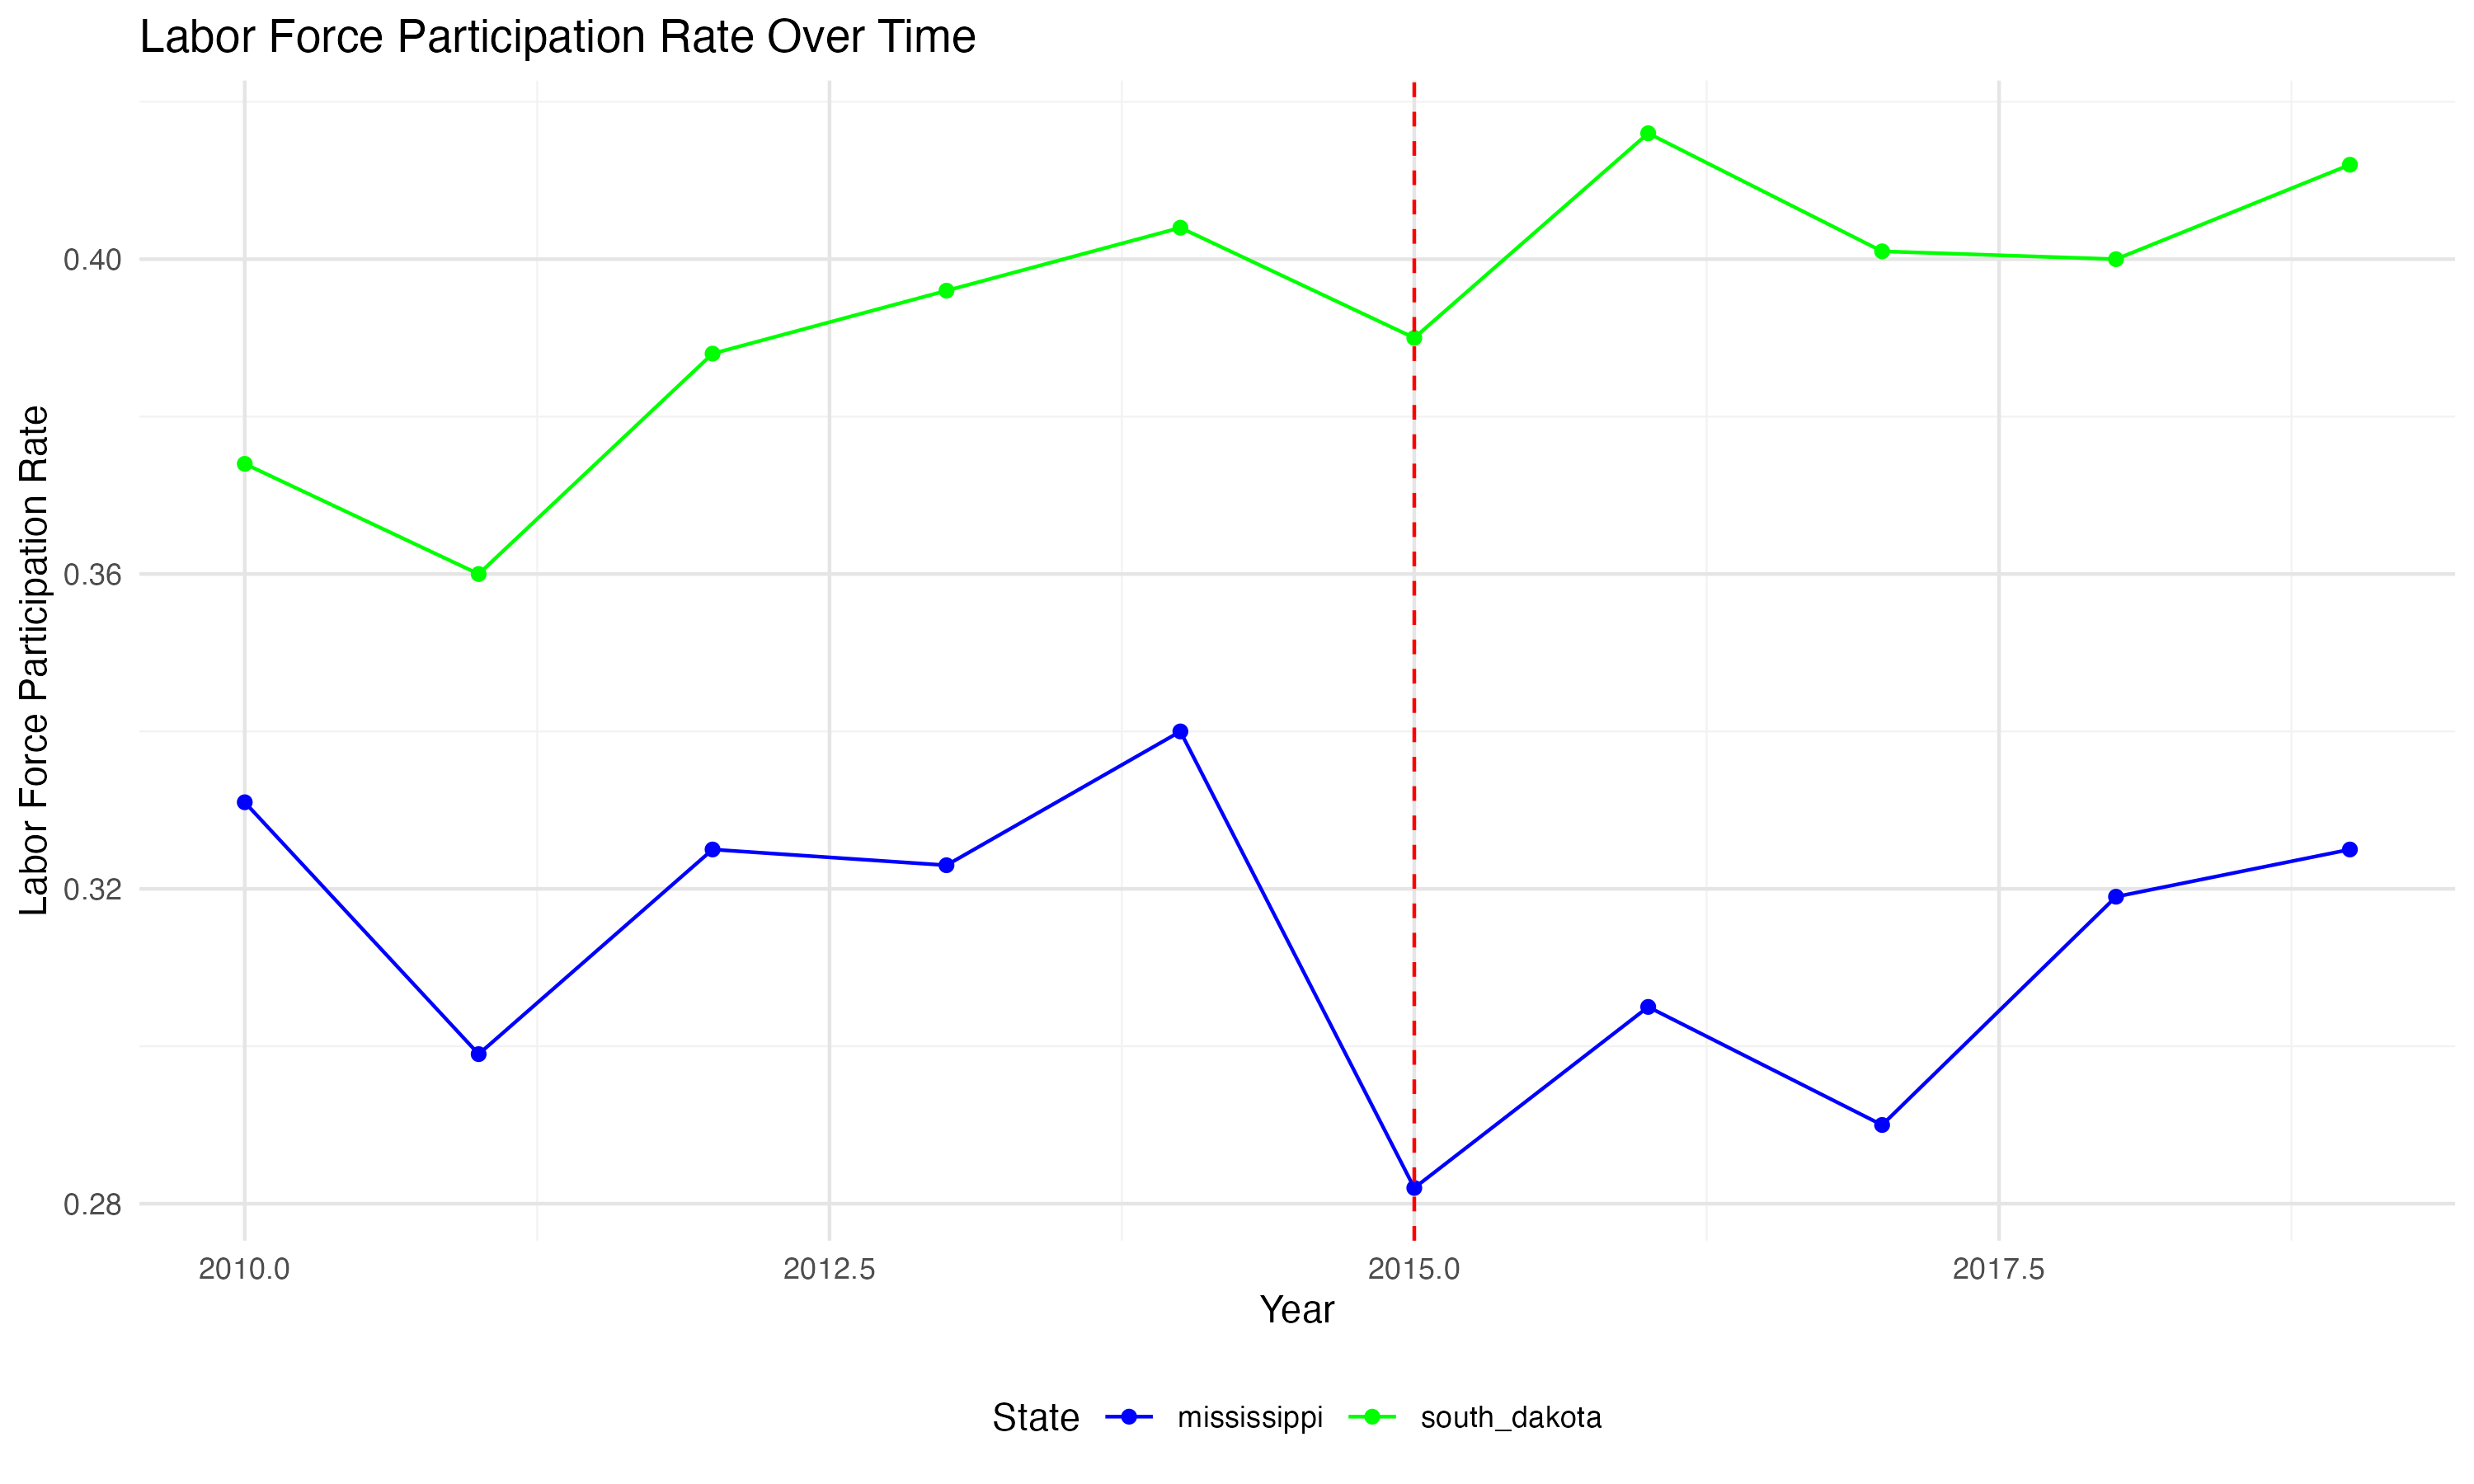 Labor Force Participation Rate Over Time
Labor Force Participation Rate
0.40
0.36
0.32
0.28
2010.0 2012.5 2015.0 2017.5
Year
State mississippi south_dakota